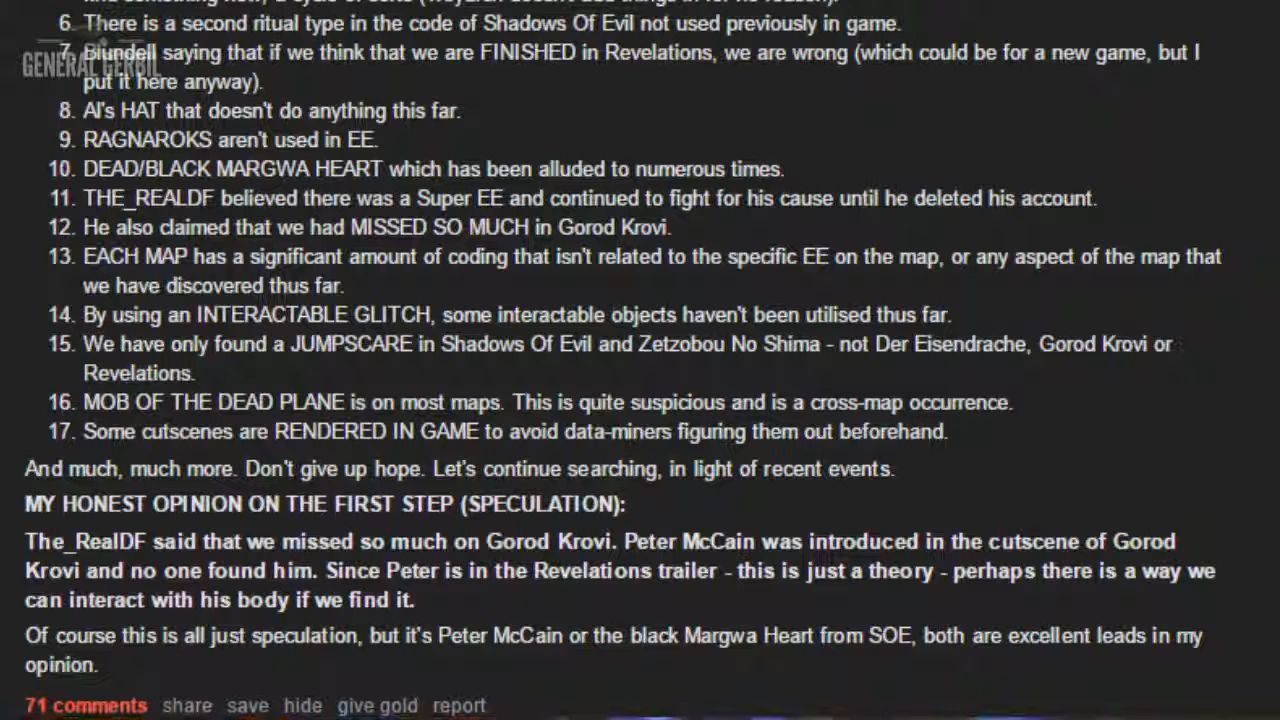 6. There is a second ritual type in the code of Shadows Of Evil not used previously in game.
7. Blundell saying that if we think that we are FINISHED in Revelations, we are wrong (which could be for a new game, but I
GENERAL GERBIL
put it here anyway).
8. Al's HAT that doesn't do anything this far.
9. RAGNAROKS aren't used in EE.
10. DEAD/BLACK MARGWA HEART which has been alluded to numerous times.
11. THE_REALDF believed there was a Super EE and continued to fight for his cause until he deleted his account.
12. He also claimed that we had MISSED SO MUCH in Gorod Krovi.
13. EACH MAP has a significant amount of coding that isn't related to the specific EE on the map, or any aspect of the map that
we have discovered thus far.
14. By using an INTERACTABLE GLITCH, some interactable objects haven't been utilised thus far.
15. We have only found a JUMPSCARE in Shadows Of Evil and Zetzobou No Shima - not Der Eisendrache, Gorod Krovi or
Revelations.
16. MOB OF THE DEAD PLANE is on most maps. This is quite suspicious and is a cross-map occurrence.
17. Some cutscenes are RENDERED IN GAME to avoid data-miners figuring them out beforehand.
And much, much more. Don't give up hope. Let's continue searching, in light of recent events.
MY HONEST OPINION ON THE FIRST STEP (SPECULATION):
The_RealDF said that we missed so much on Gorod Krovi. Peter McCain was introduced in the cutscene of Gorod
Krovi and no one found him. Since Peter is in the Revelations trailer - this is just a theory - perhaps there is a way we
can interact with his body if we find it.
Of course this is all just speculation, but it's Peter McCain or the black Margwa Heart from SOE, both are excellent leads in my
opinion.
71 comments share save hide give gold report